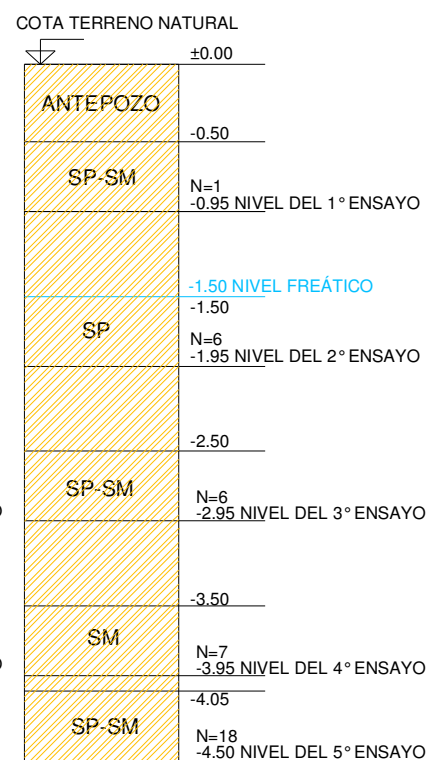 COTA TERRENO NATURAL
±0.00
ANTEPOZO
-0.50
SP-SM
N=1
-0.95 NIVEL DEL 1° ENSAYO
-1.50 NIVEL FREÁTICO
-1.50
SP
N=6
-1.95 NIVEL DEL 2° ENSAYO
-2.50
SP-SM
N=6
-2.95 NIVEL DEL 3° ENSAYO
-3.50
SM
N=7
-3.95 NIVEL DEL 4° ENSAYO
-4.05
SP-SM
N=18
-4.50 NIVEL DEL 5° ENSAYO